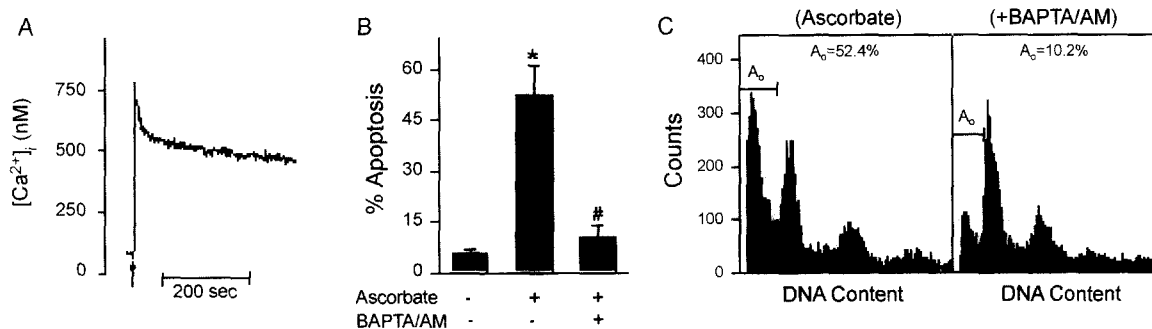 A
[Ca²⁺]ᵢ (nM)
750
500
250
0
200 sec
B
% Apoptosis
60
45
30
15
0
*
#
Ascorbate - + +
BAPTA/AM - - +
C
(Ascorbate) (+BAPTA/AM)
A₀=52.4% A₀=10.2%
A₀
A₀
Counts
400
300
200
100
0
DNA Content DNA Content